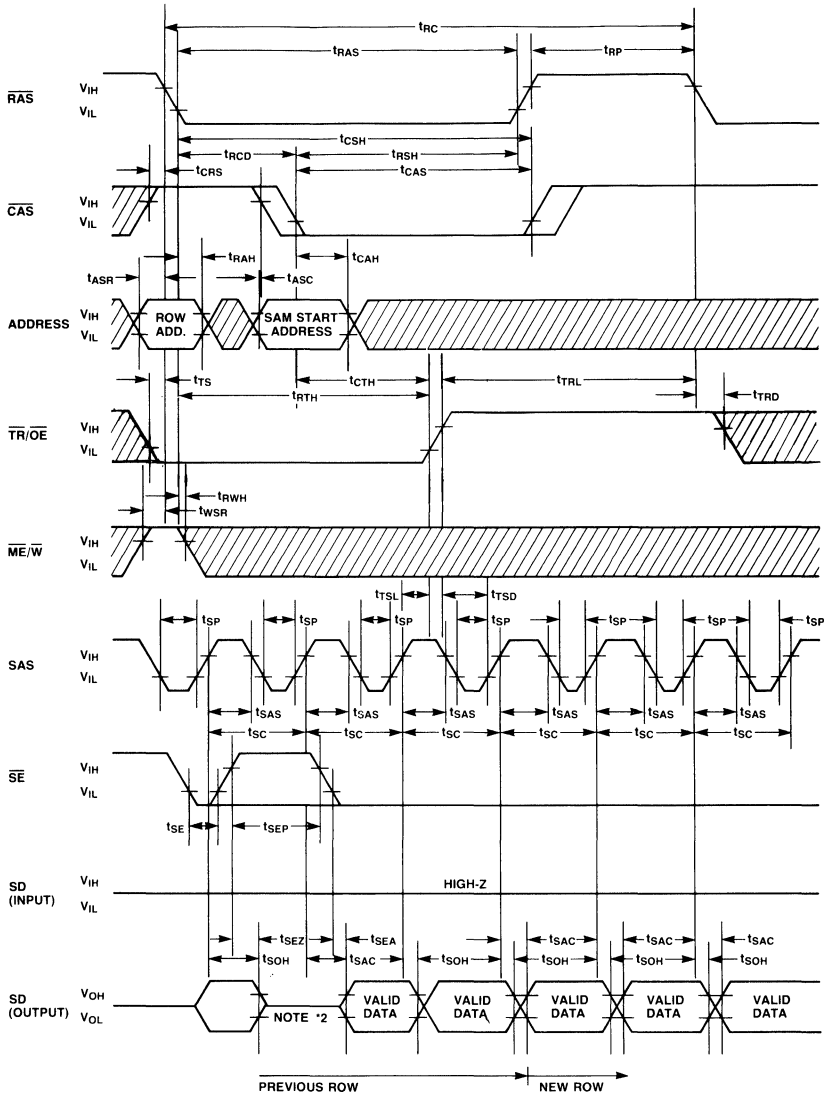 tRC
tRAS
tRP
RAS
VIH
VIL
tCSH
tRCD
tRSH
tCRS
tCAS
CAS
VIH
VIL
tRAH
tCAH
tASR
tASC
ADDRESS
VIH
VIL
ROW ADD.
SAM START ADDRESS
tTS
tCTH
tTRL
tRTH
tTRD
TR/OE
VIH
VIL
tRWH
tWSR
ME/W
VIH
VIL
tTSL
tTSD
tSP
tSP
tSP
tSP
tSP
tSP
tSP
SAS
VIH
VIL
tSAS
tSAS
tSAS
tSAS
tSAS
tSAS
tSC
tSC
tSC
tSC
tSC
tSC
SE
VIH
VIL
tSE
tSEP
SD (INPUT)
VIH
VIL
HIGH-Z
tSEZ
tSEA
tSAC
tSAC
tSAC
tSOH
tSAC
tSOH
tSOH
tSOH
tSOH
SD (OUTPUT)
VOH
VOL
NOTE *2
VALID DATA
VALID DATA
VALID DATA
VALID DATA
VALID DATA
PREVIOUS ROW
NEW ROW